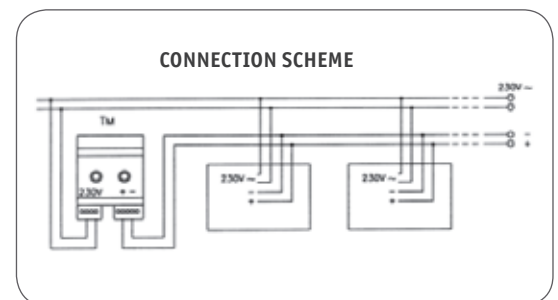 CONNECTION SCHEME
230V ~
TM
-
+
230V
+ -
230V ~
-
+
230V ~
-
+